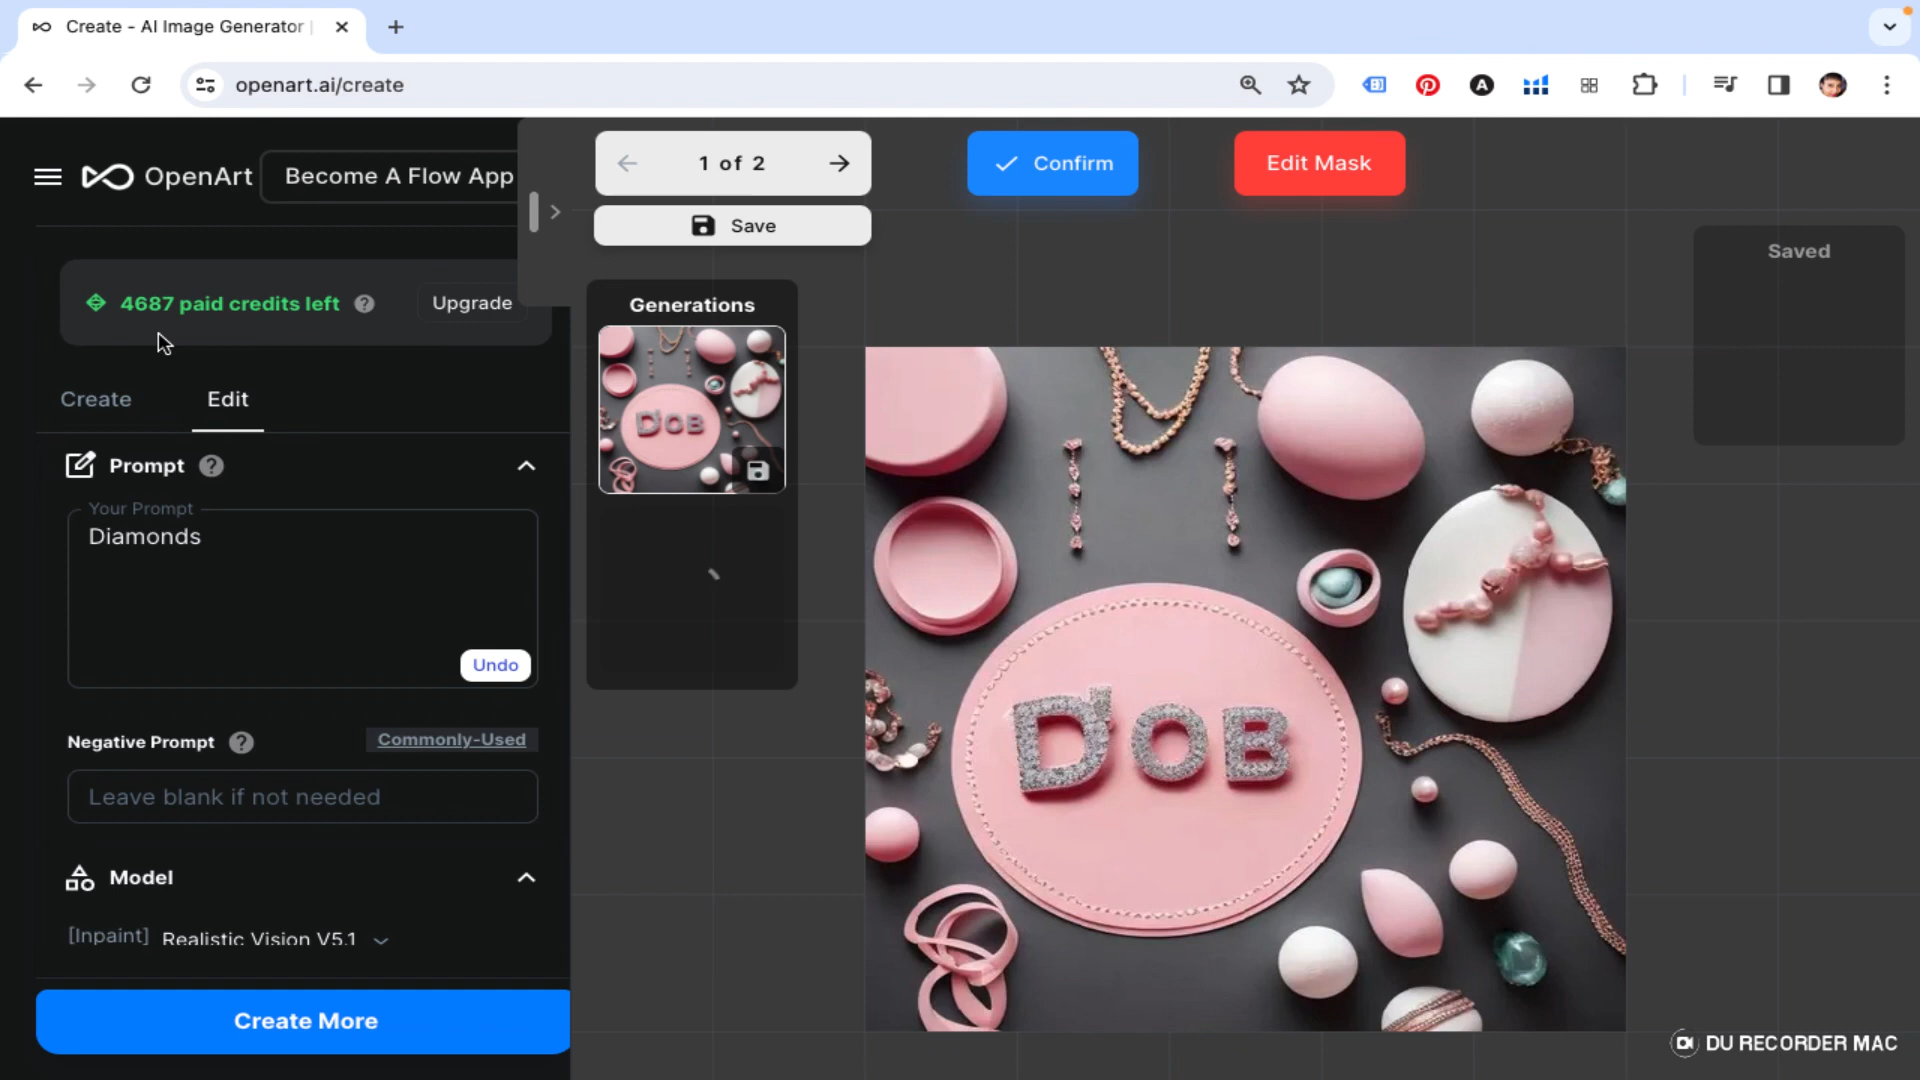 Create - AI Image Generator |
openart.ai/create
OpenArt
Become A Flow App
1 of 2
Confirm
Edit Mask
Save
Saved
4687 paid credits left
Upgrade
Generations
D'OB
Create
Edit
Prompt
Your Prompt
Diamonds
Undo
D'OB
Negative Prompt
Commonly-Used
Leave blank if not needed
Model
[Inpaint] Realistic Vision V5.1
Create More
DU RECORDER MAC